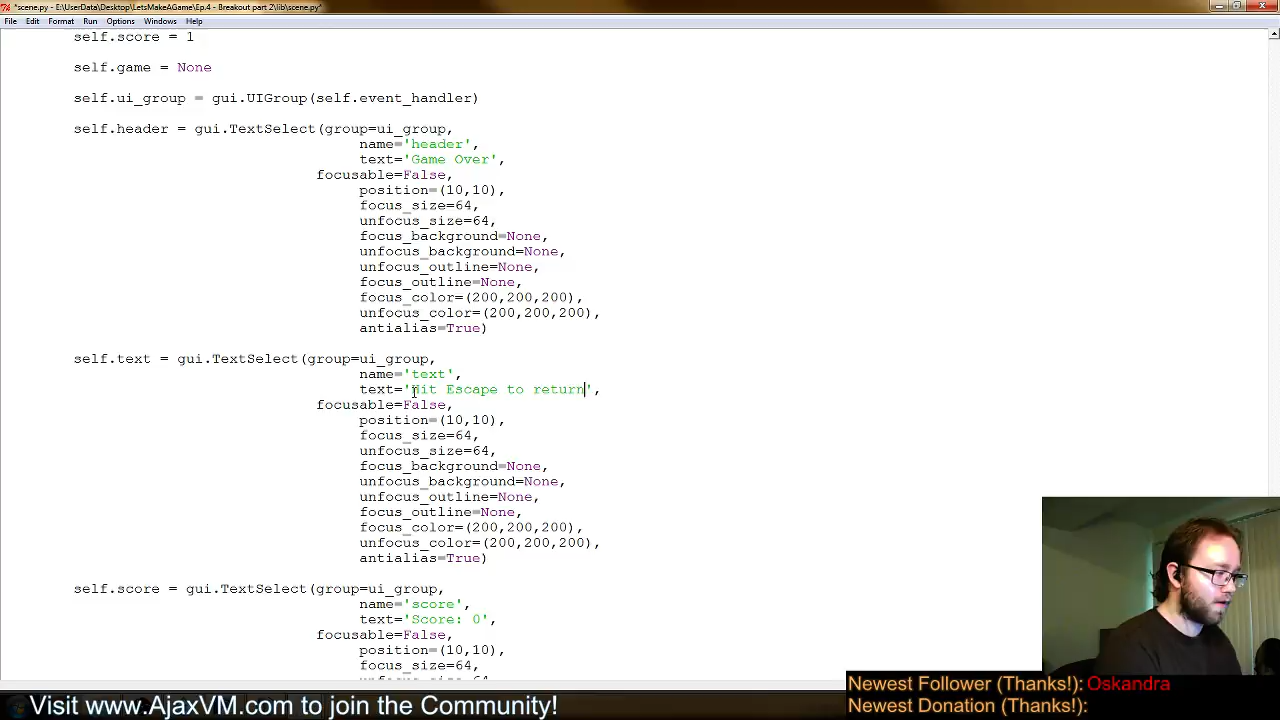 *scene.py - E:\UserData\Desktop\LetsMakeAGame\Ep.4 - Breakout part 2\lib\scene.py*
File Edit Format Run Options Windows Help
self.score = 1
self.game = None
self.ui_group = gui.UIGroup(self.event_handler)
self.header = gui.TextSelect(group=ui_group,
name='header',
text='Game Over',
focusable=False,
position=(10,10),
focus_size=64,
unfocus_size=64,
focus_background=None,
unfocus_background=None,
unfocus_outline=None,
focus_outline=None,
focus_color=(200,200,200),
unfocus_color=(200,200,200),
antialias=True)
self.text = gui.TextSelect(group=ui_group,
name='text',
text='Hit Escape to return',
focusable=False,
position=(10,10),
focus_size=64,
unfocus_size=64,
focus_background=None,
unfocus_background=None,
unfocus_outline=None,
focus_outline=None,
focus_color=(200,200,200),
unfocus_color=(200,200,200),
antialias=True)
self.score = gui.TextSelect(group=ui_group,
name='score',
text='Score: 0',
focusable=False,
position=(10,10),
focus_size=64,
Visit www.AjaxVM.com to join the Community!
Newest Follower (Thanks!): Oskandra
Newest Donation (Thanks!):